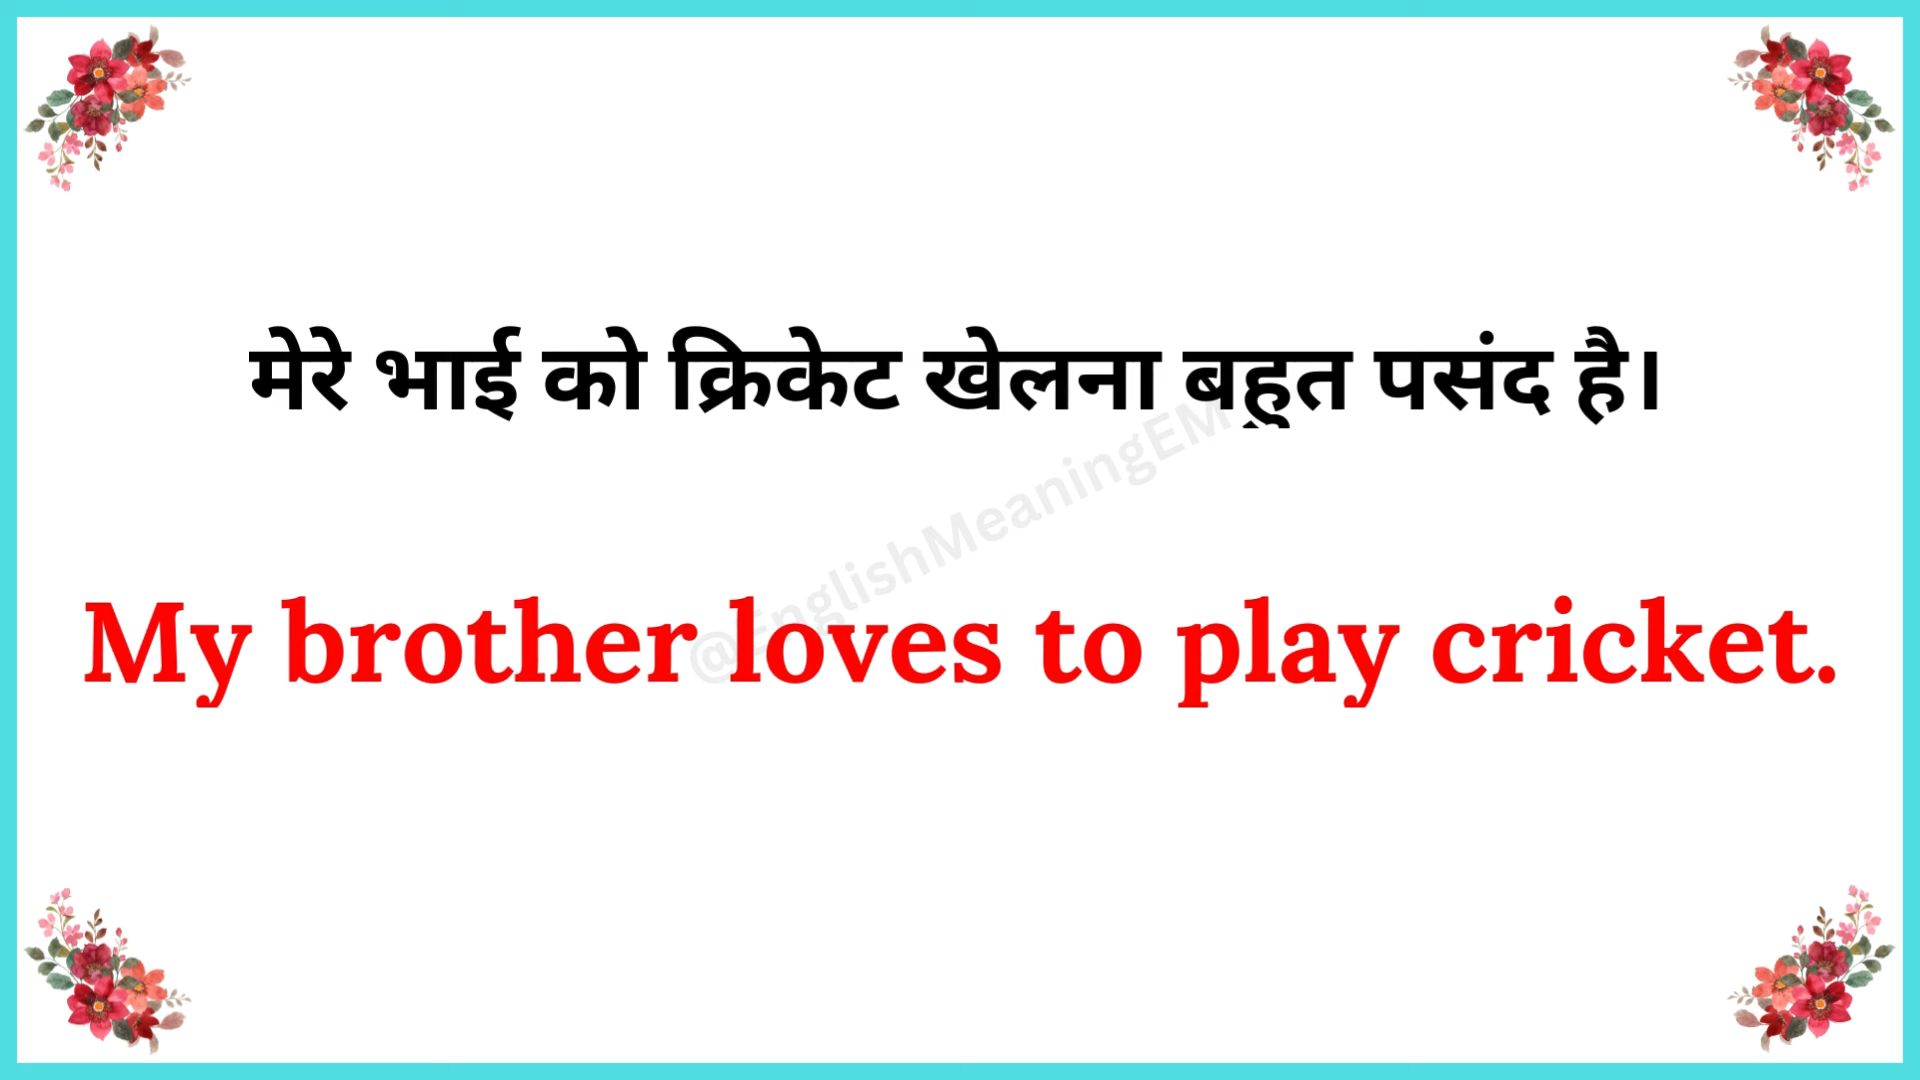 मेरे भाई को क्रिकेट खेलना बहुत पसंद है।
@EnglishMeaningEM
My brother loves to play cricket.